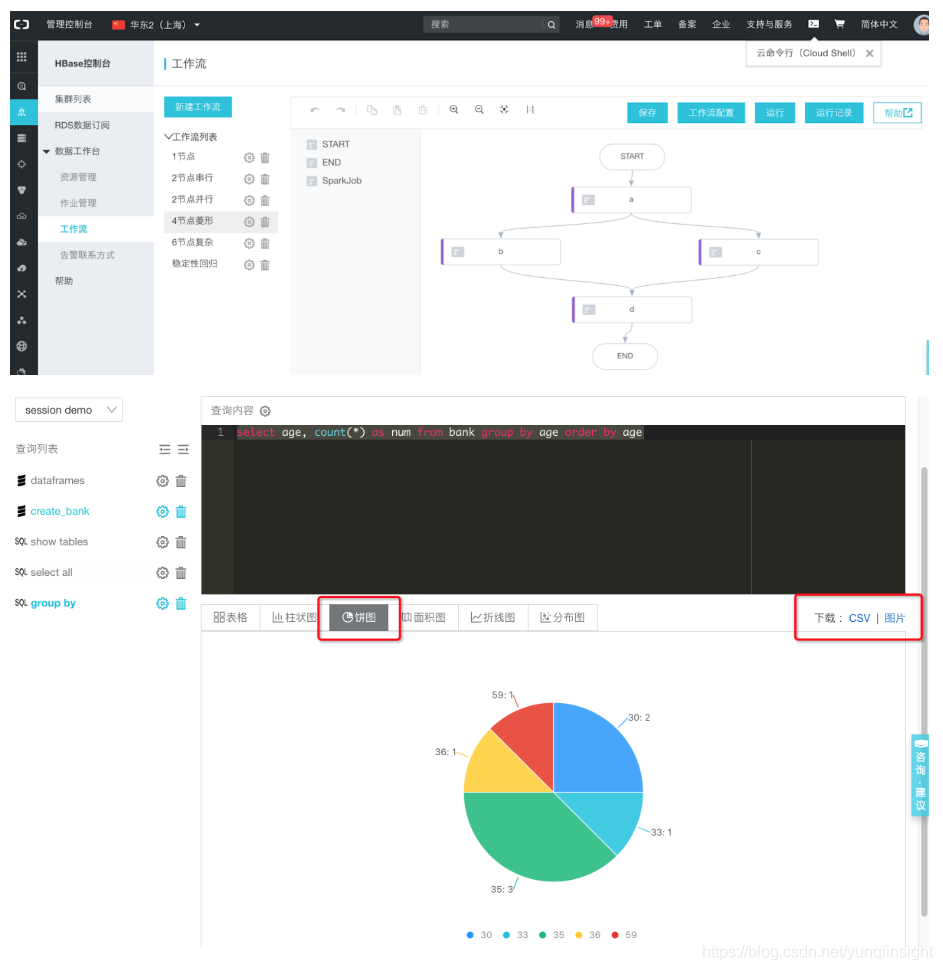 管理控制台 华东2（上海） 搜索 消息 99+ 费用 工单 备案 企业 支持与服务 简体中文
云命令行（Cloud Shell）
HBase控制台
集群列表
RDS数据订阅
数据工作台
资源管理
作业管理
工作流
告警联系方式
帮助
工作流
新建工作流
工作流列表
1节点
2节点串行
2节点并行
4节点菱形
6节点复杂
稳定性回归
保存 工作流配置 运行 运行记录 帮助
START
END
SparkJob
START
a
b c
d
END
session demo
查询列表
dataframes
create_bank
SQL show tables
SQL select all
SQL group by
查询内容
1 select age, count(*) as num from bank group by age order by age
表格 柱状图 饼图 面积图 折线图 分布图 下载： CSV | 图片
59: 1
30: 2
36: 1
33: 1
35: 3
30 33 35 36 59
咨询·建议
https://blog.csdn.net/yunqiinsight